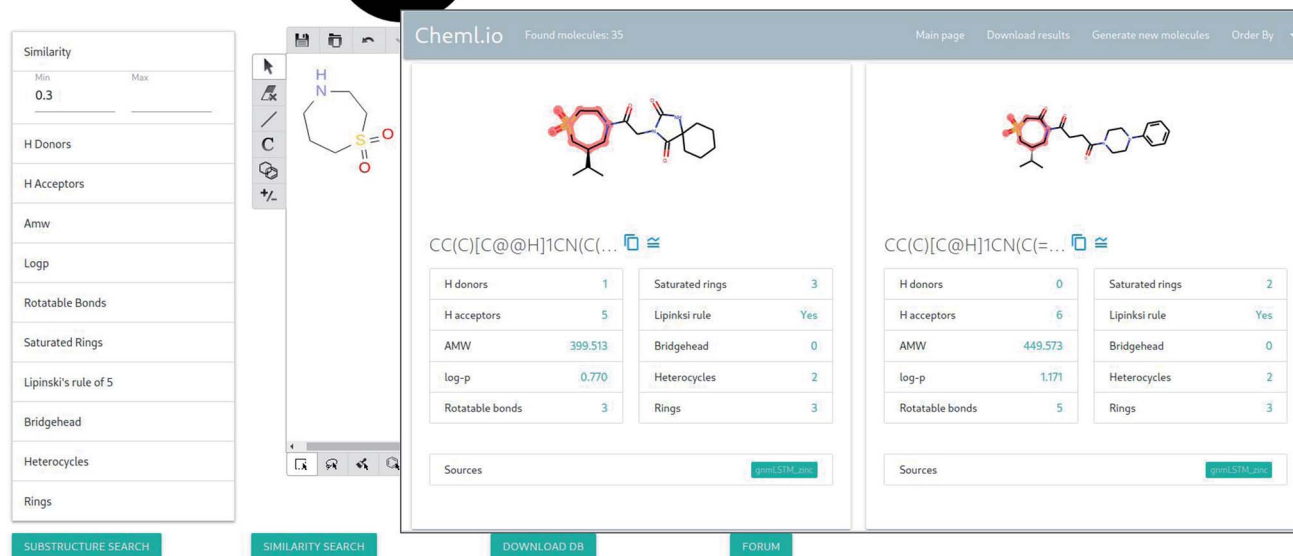 Similarity
Min Max
0.3
H Donors
H Acceptors
Amw
Logp
Rotatable Bonds
Saturated Rings
Lipinski's rule of 5
Bridgehead
Heterocycles
Rings
SUBSTRUCTURE SEARCH SIMILARITY SEARCH DOWNLOAD DB FORUM
C
+/-
H
N
S
O
O
Cheml.io Found molecules: 35 Main page Download results Generate new molecules Order By
CC(C)[C@@H]1CN(C(...
H donors 1 Saturated rings 3
H acceptors 5 Lipinksi rule Yes
AMW 399.513 Bridgehead 0
log-p 0.770 Heterocycles 2
Rotatable bonds 3 Rings 3
Sources gnmLSTM_zinc
CC(C)[C@H]1CN(C(=...
H donors 0 Saturated rings 2
H acceptors 6 Lipinksi rule Yes
AMW 449.573 Bridgehead 0
log-p 1.171 Heterocycles 2
Rotatable bonds 5 Rings 3
Sources gnmLSTM_zinc